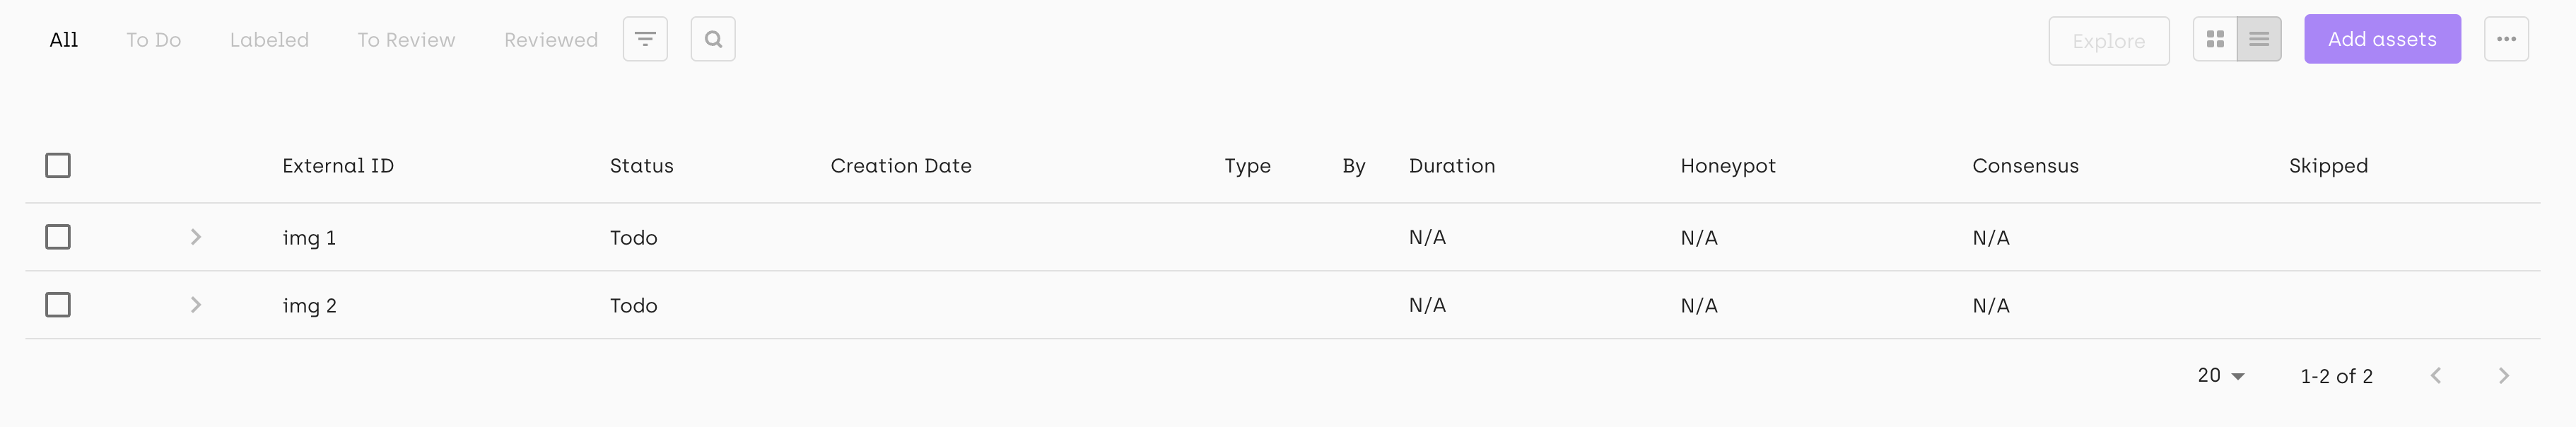 All To Do Labeled To Review Reviewed Explore Add assets
External ID Status Creation Date Type By Duration Honeypot Consensus Skipped
img 1 Todo N/A N/A N/A
img 2 Todo N/A N/A N/A
20 1-2 of 2